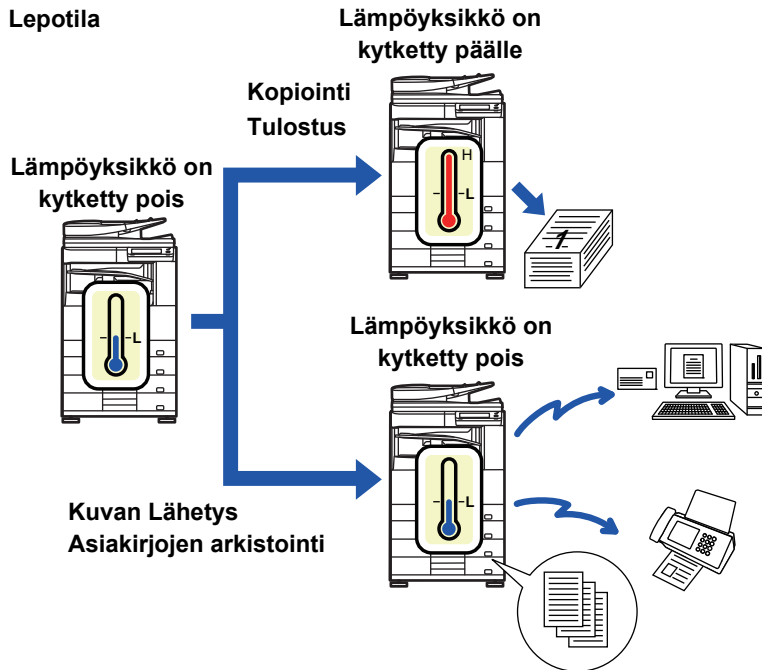 Lepotila
Lämpöyksikkö on
kytketty päälle
Kopiointi
Tulostus
H
L
1
Lämpöyksikkö on
kytketty pois
L
Lämpöyksikkö on
kytketty pois
L
Kuvan Lähetys
Asiakirjojen arkistointi